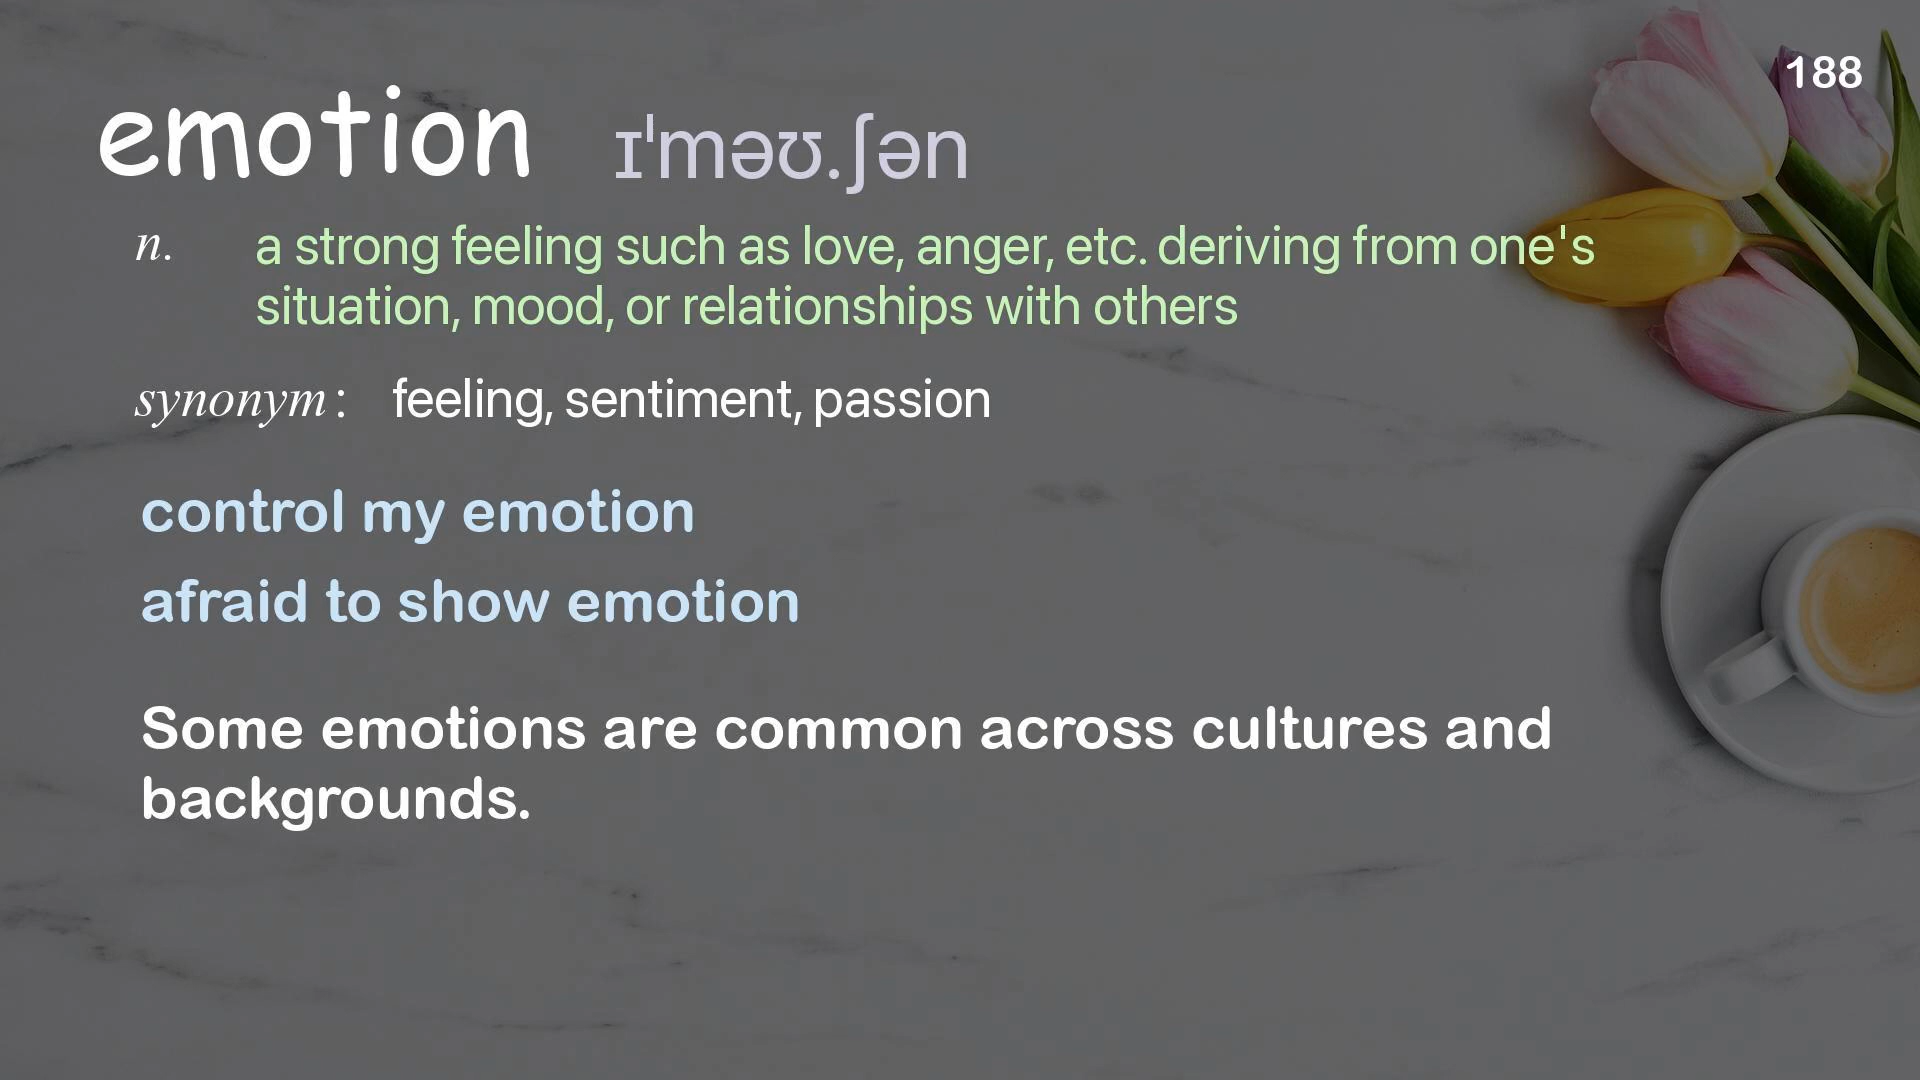 188
emotion ɪˈməʊ.ʃən
n. a strong feeling such as love, anger, etc. deriving from one's
situation, mood, or relationships with others
synonym: feeling, sentiment, passion
control my emotion
afraid to show emotion
Some emotions are common across cultures and
backgrounds.